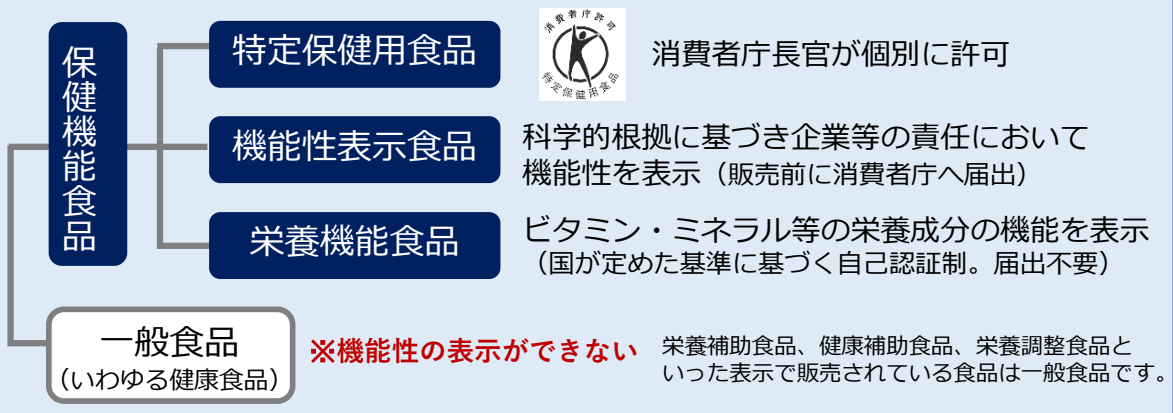 保健機能食品
特定保健用食品
消費者庁許可
特定保健用食品
消費者庁長官が個別に許可
機能性表示食品
科学的根拠に基づき企業等の責任において
機能性を表示（販売前に消費者庁へ届出）
栄養機能食品
ビタミン・ミネラル等の栄養成分の機能を表示
（国が定めた基準に基づく自己認証制。届出不要）
一般食品
（いわゆる健康食品）
※機能性の表示ができない
栄養補助食品、健康補助食品、栄養調整食品と
いった表示で販売されている食品は一般食品です。